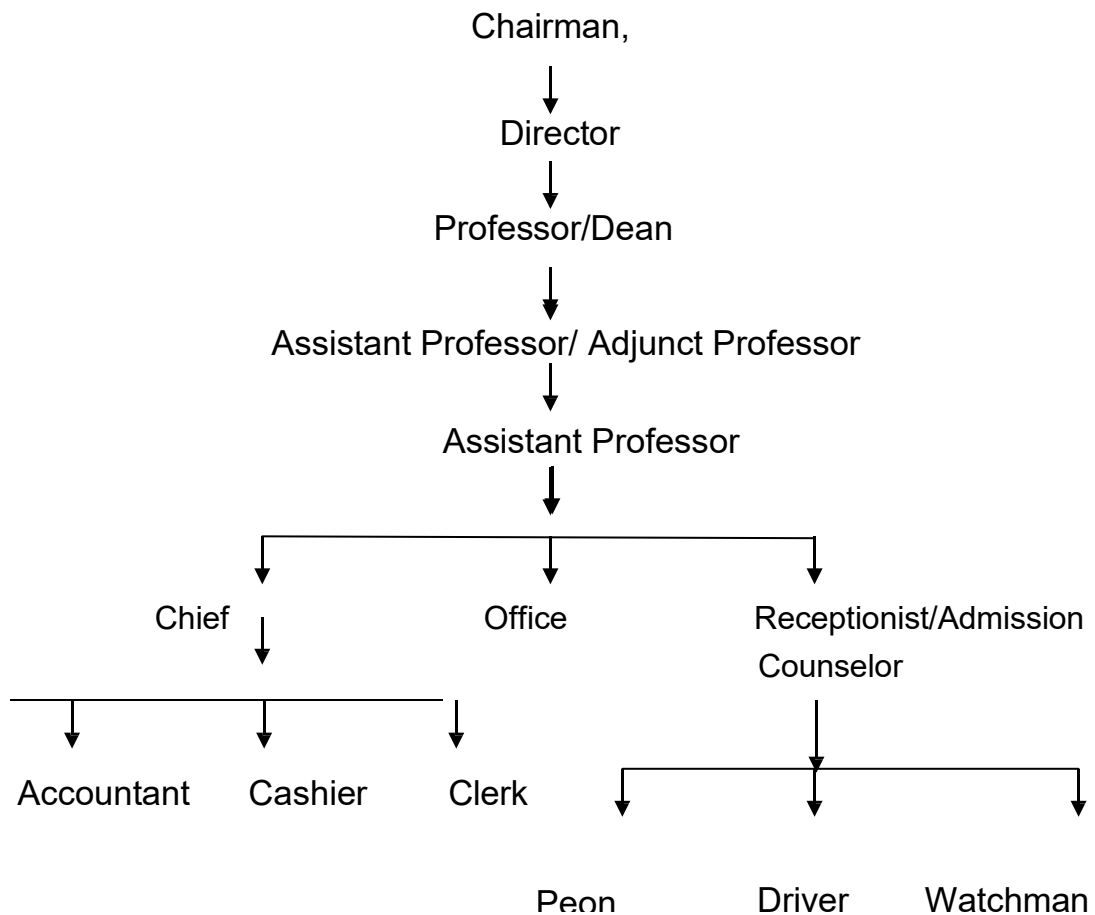 Chairman,
Director
Professor/Dean
Assistant Professor/ Adjunct Professor
Assistant Professor
Chief Office Receptionist/Admission
Counselor
Accountant Cashier Clerk
Peon Driver Watchman